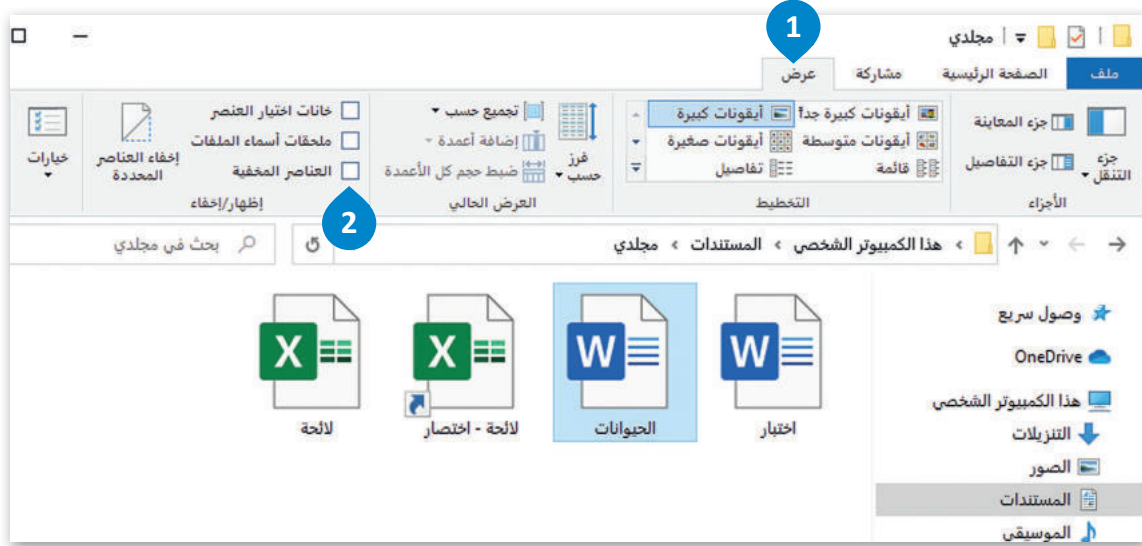 1
مجلدي
ملف
الصفحة الرئيسية
مشاركة
عرض
جزء التنقل
جزء المعاينة
جزء التفاصيل
الأجزاء
أيقونات كبيرة جداً
أيقونات كبيرة
أيقونات متوسطة
أيقونات صغيرة
قائمة
تفاصيل
التخطيط
فرز حسب
تجميع حسب
إضافة أعمدة
ضبط حجم كل الأعمدة
العرض الحالي
خانات اختيار العنصر
ملحقات أسماء الملفات
العناصر المخفية
إخفاء العناصر المحددة
إظهار/إخفاء
خيارات
2
هذا الكمبيوتر الشخصي › المستندات › مجلدي
بحث في مجلدي
وصول سريع
OneDrive
هذا الكمبيوتر الشخصي
التنزيلات
الصور
المستندات
الموسيقى
W
اختبار
W
الحيوانات
X
لائحة - اختصار
X
لائحة